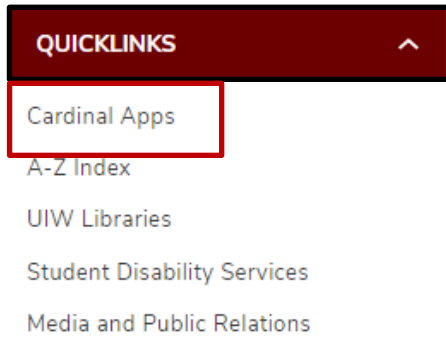 QUICKLINKS
Cardinal Apps
A-Z Index
UIW Libraries
Student Disability Services
Media and Public Relations